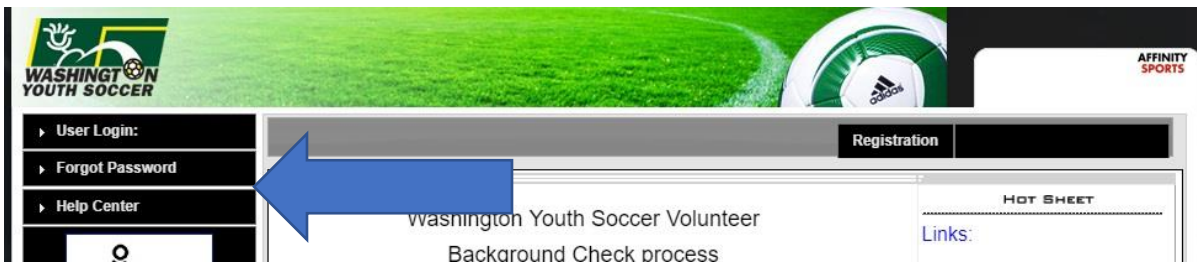 WASHINGTON
YOUTH SOCCER
adidas
AFFINITY
SPORTS
User Login:
Forgot Password
Help Center
Registration
Washington Youth Soccer Volunteer
Background Check process
HOT SHEET
Links: